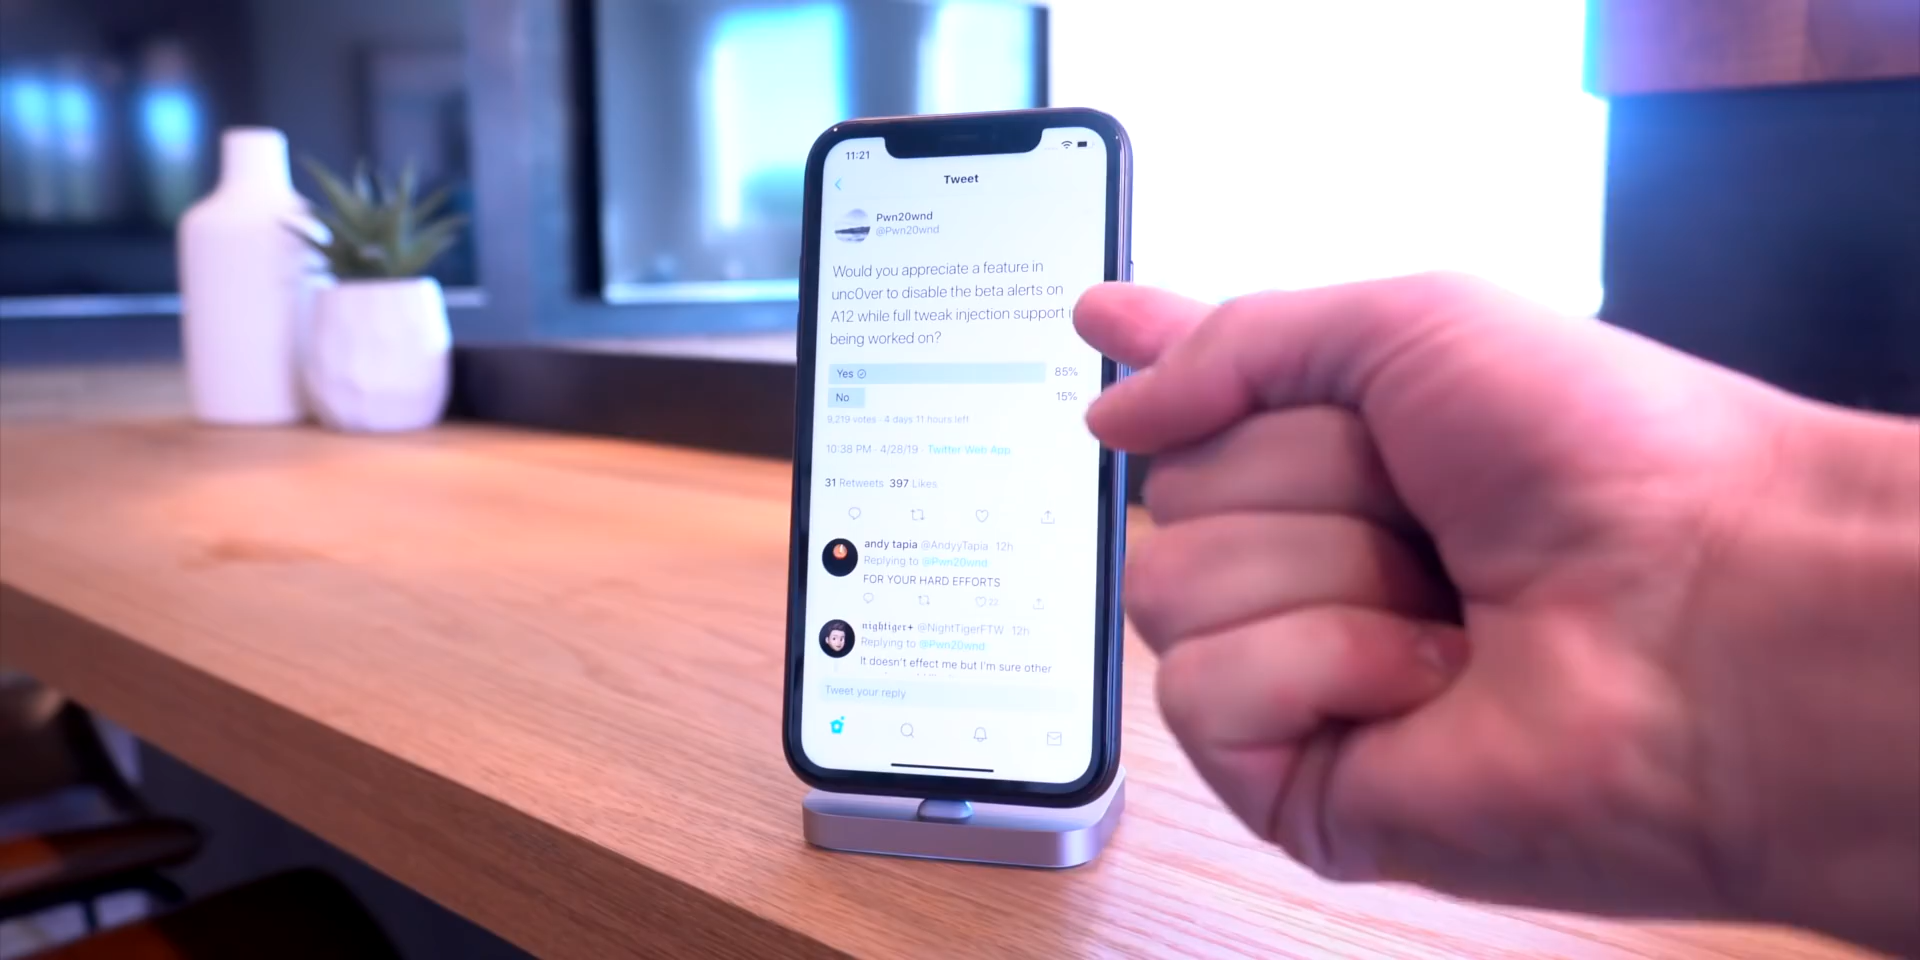 11:21
Tweet
Pwn20wnd
@Pwn20wnd
Would you appreciate a feature in
unc0ver to disable the beta alerts on
A12 while full tweak injection support
being worked on?
Yes 85%
No 15%
9,219 votes · 4 days 11 hours left
10:38 PM · 4/28/19 · Twitter Web App
31 Retweets 397 Likes
andy tapia @AndyyTapia 12h
Replying to @Pwn20wnd
FOR YOUR HARD EFFORTS
22
𝔫𝔦𝔤𝔥𝔱𝔦𝔤𝔢𝔯+ @NightTigerFTW 12h
Replying to @Pwn20wnd
It doesn't effect me but I'm sure other
Tweet your reply